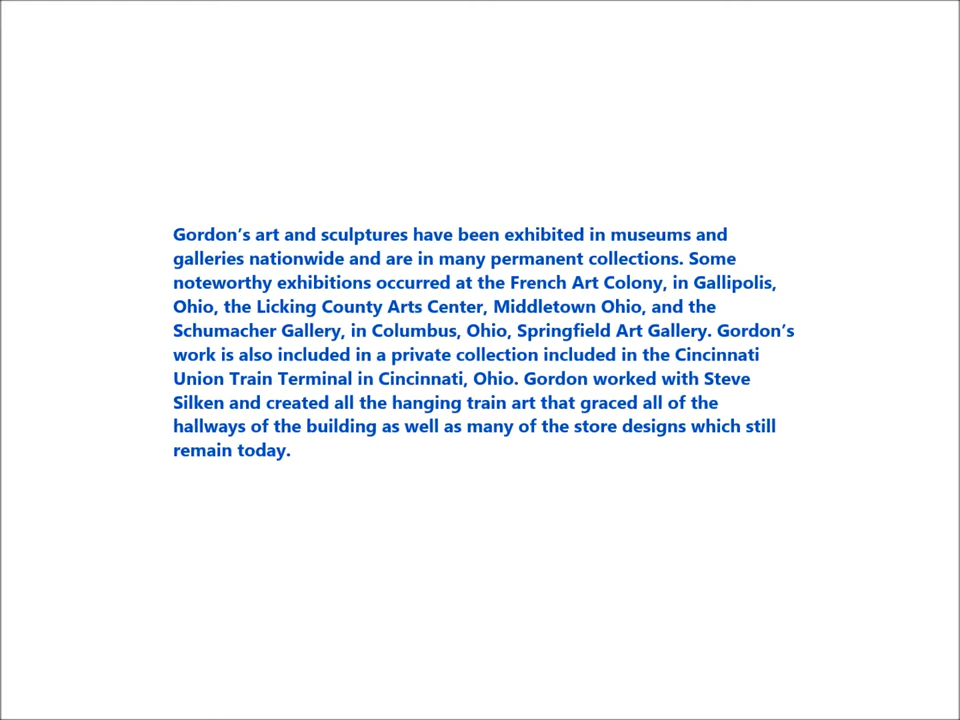 Gordon’s art and sculptures have been exhibited in museums and
galleries nationwide and are in many permanent collections. Some
noteworthy exhibitions occurred at the French Art Colony, in Gallipolis,
Ohio, the Licking County Arts Center, Middletown Ohio, and the
Schumacher Gallery, in Columbus, Ohio, Springfield Art Gallery. Gordon’s
work is also included in a private collection included in the Cincinnati
Union Train Terminal in Cincinnati, Ohio. Gordon worked with Steve
Silken and created all the hanging train art that graced all of the
hallways of the building as well as many of the store designs which still
remain today.